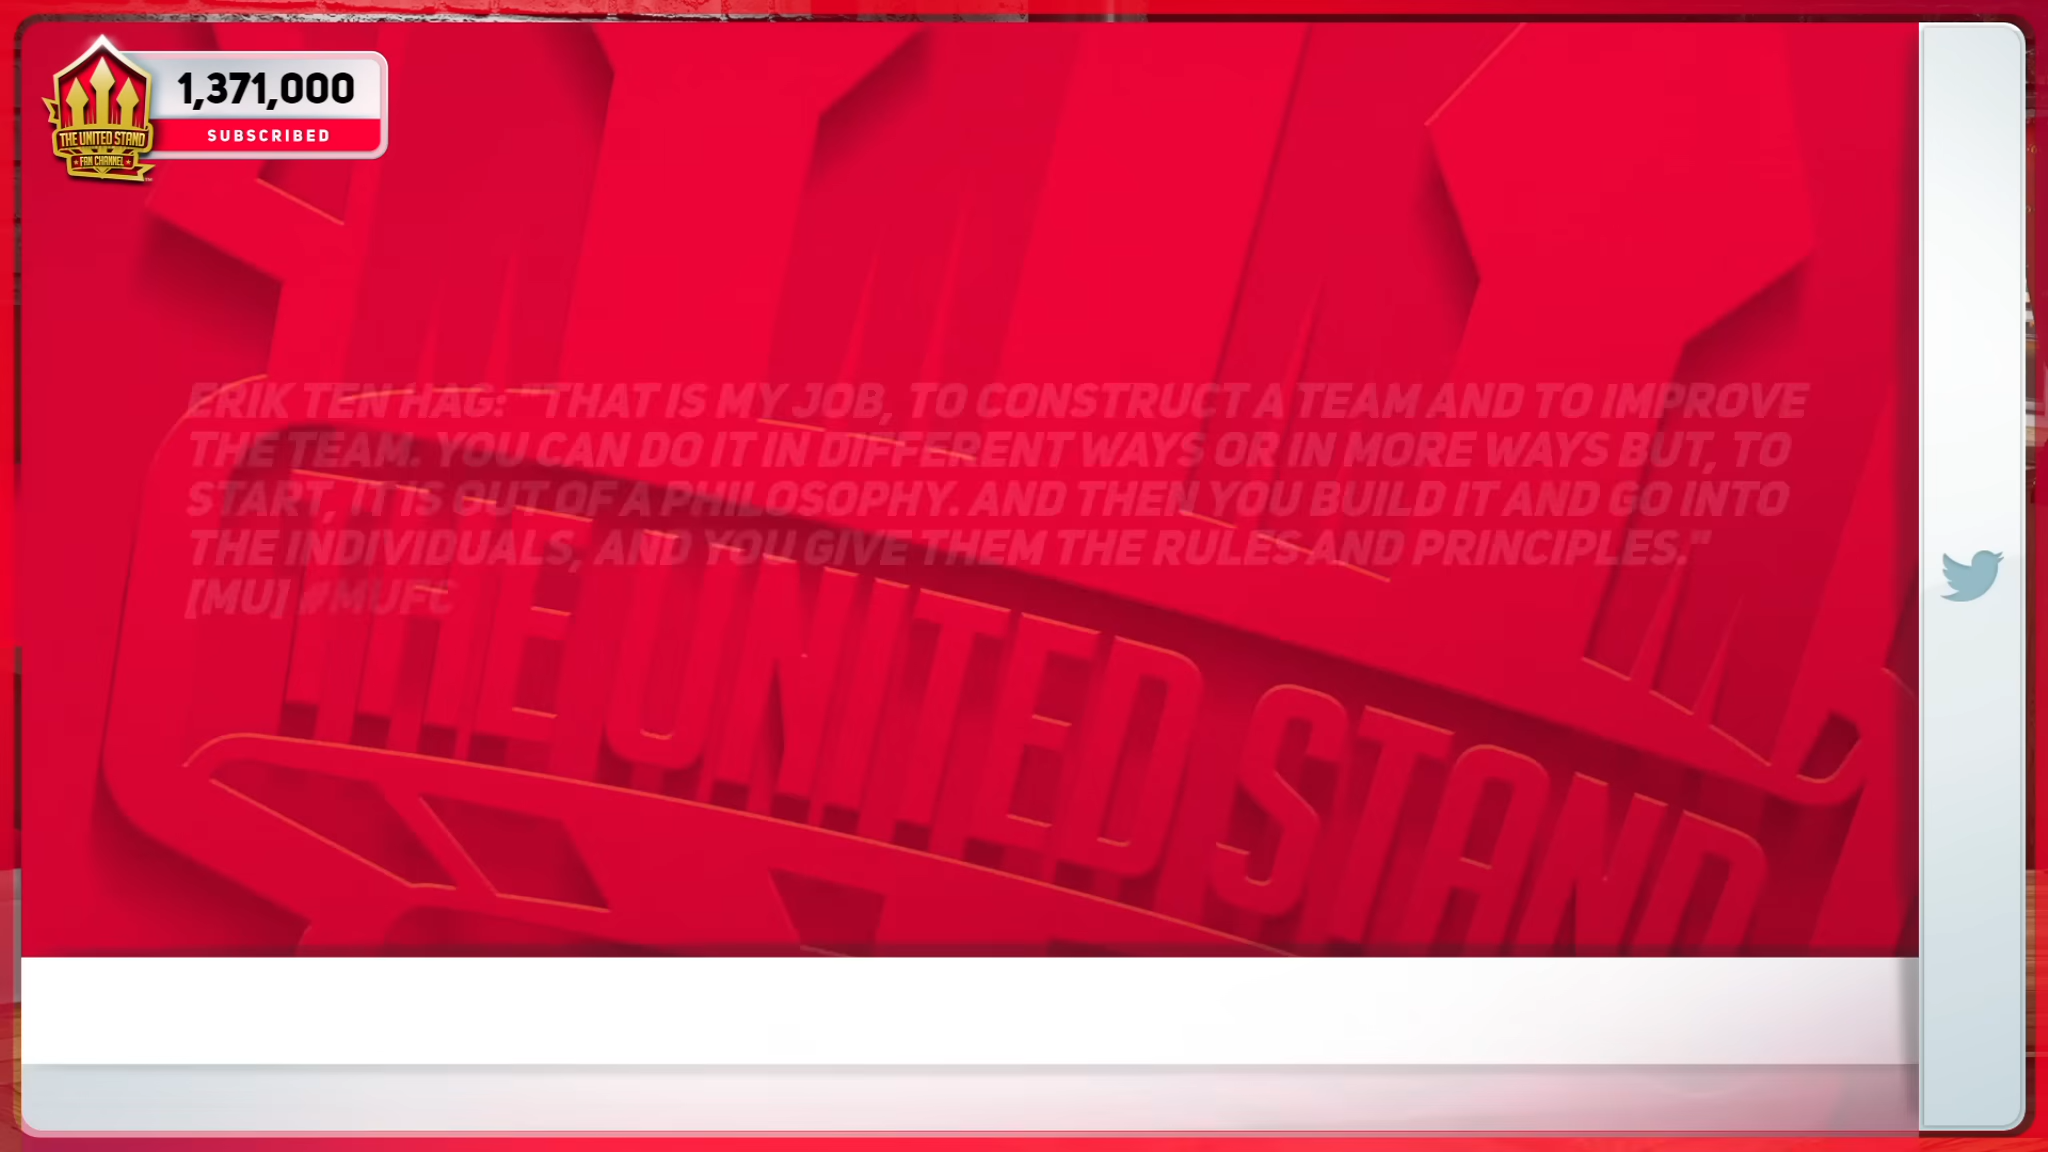 1,371,000
SUBSCRIBED
THE UNITED STAND
FAN CHANNEL
ERIK TEN HAG: "THAT IS MY JOB, TO CONSTRUCT A TEAM AND TO IMPROVE
THE TEAM. YOU CAN DO IT IN DIFFERENT WAYS OR IN MORE WAYS BUT, TO
START, IT IS OUT OF A PHILOSOPHY. AND THEN YOU BUILD IT AND GO INTO
THE INDIVIDUALS, AND YOU GIVE THEM THE RULES AND PRINCIPLES."
[MU] #MUFC
THE UNITED STAND